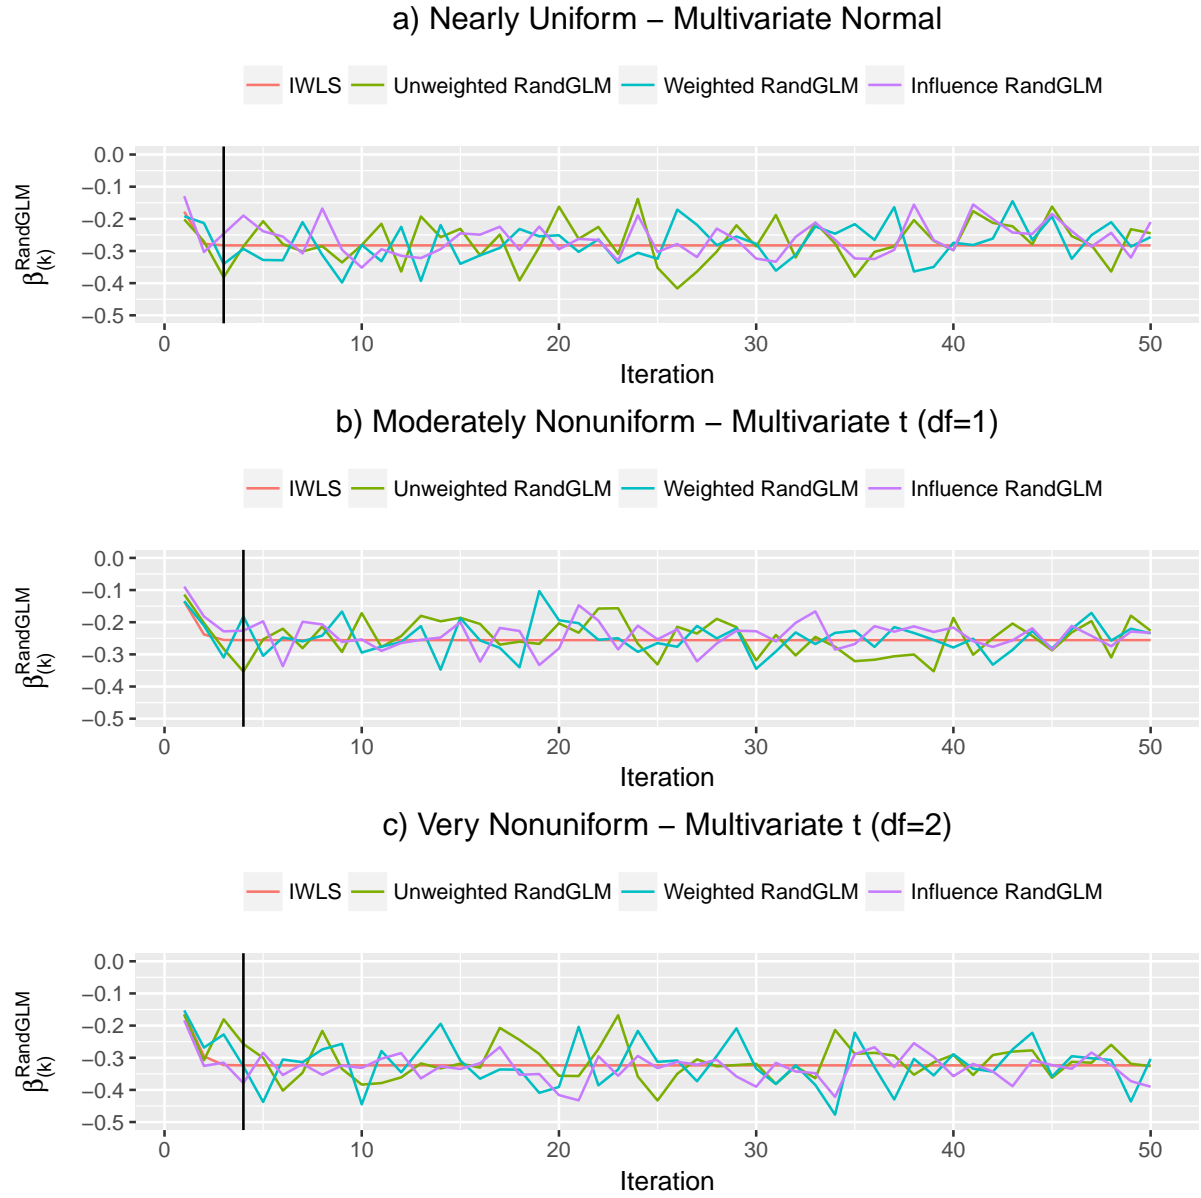 a) Nearly Uniform − Multivariate Normal
IWLS Unweighted RandGLM Weighted RandGLM Influence RandGLM
β(k)^RandGLM
0.0
−0.1
−0.2
−0.3
−0.4
−0.5
0 10 20 30 40 50
Iteration
b) Moderately Nonuniform − Multivariate t (df=1)
IWLS Unweighted RandGLM Weighted RandGLM Influence RandGLM
β(k)^RandGLM
0.0
−0.1
−0.2
−0.3
−0.4
−0.5
0 10 20 30 40 50
Iteration
c) Very Nonuniform − Multivariate t (df=2)
IWLS Unweighted RandGLM Weighted RandGLM Influence RandGLM
β(k)^RandGLM
0.0
−0.1
−0.2
−0.3
−0.4
−0.5
0 10 20 30 40 50
Iteration